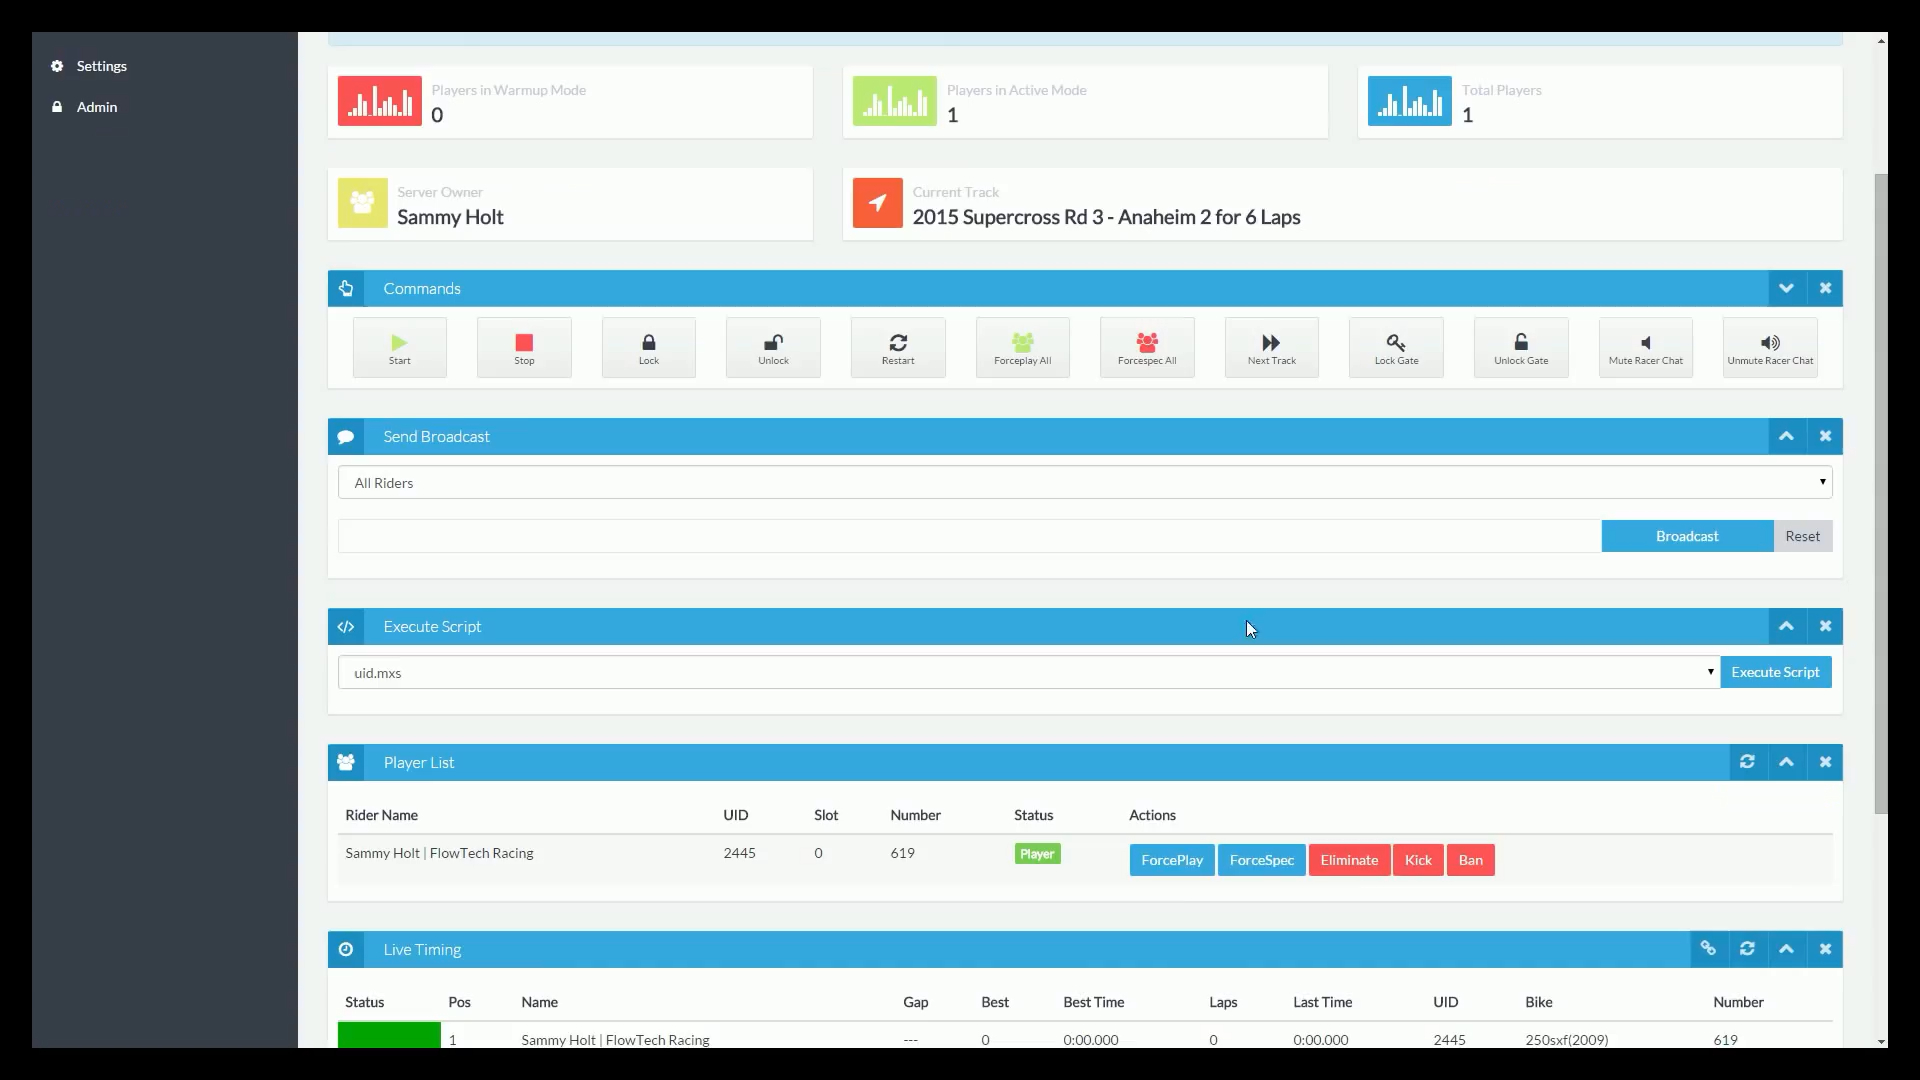 Settings
Admin
Players in Warmup Mode
0
Players in Active Mode
1
Total Players
1
Server Owner
Sammy Holt
Current Track
2015 Supercross Rd 3 - Anaheim 2 for 6 Laps
Commands
Start Stop Lock Unlock Restart Forceplay All Forcespec All Next Track Lock Gate Unlock Gate Mute Racer Chat Unmute Racer Chat
Send Broadcast
All Riders
Broadcast Reset
Execute Script
uid.mxs Execute Script
Player List
Rider Name UID Slot Number Status Actions
Sammy Holt | FlowTech Racing 2445 0 619 Player ForcePlay ForceSpec Eliminate Kick Ban
Live Timing
Status Pos Name Gap Best Best Time Laps Last Time UID Bike Number
1 Sammy Holt | FlowTech Racing --- 0 0:00.000 0 0:00.000 2445 250sxf(2009) 619